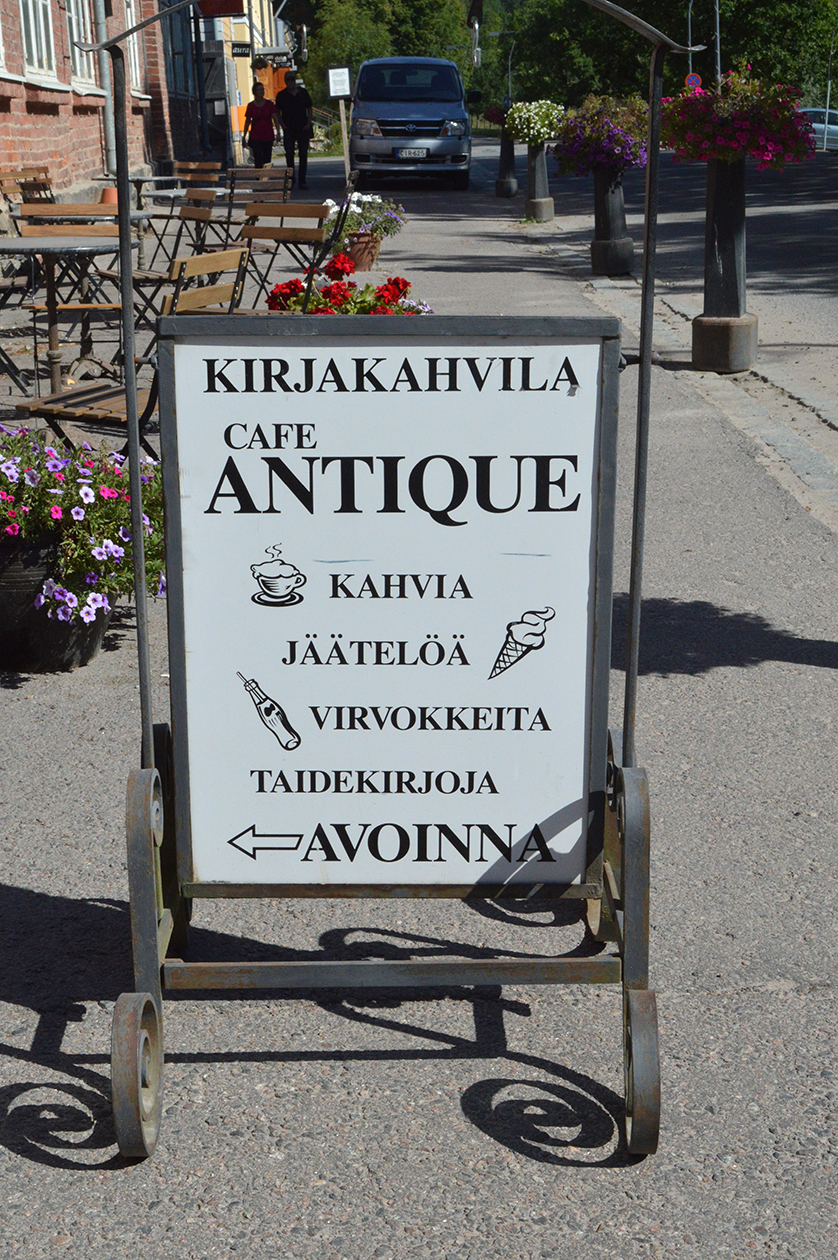 KIRJAKAHVILA
CAFE
ANTIQUE
KAHVIA
JÄÄTELÖÄ
VIRVOKKEITA
TAIDEKIRJOJA
AVOINNA